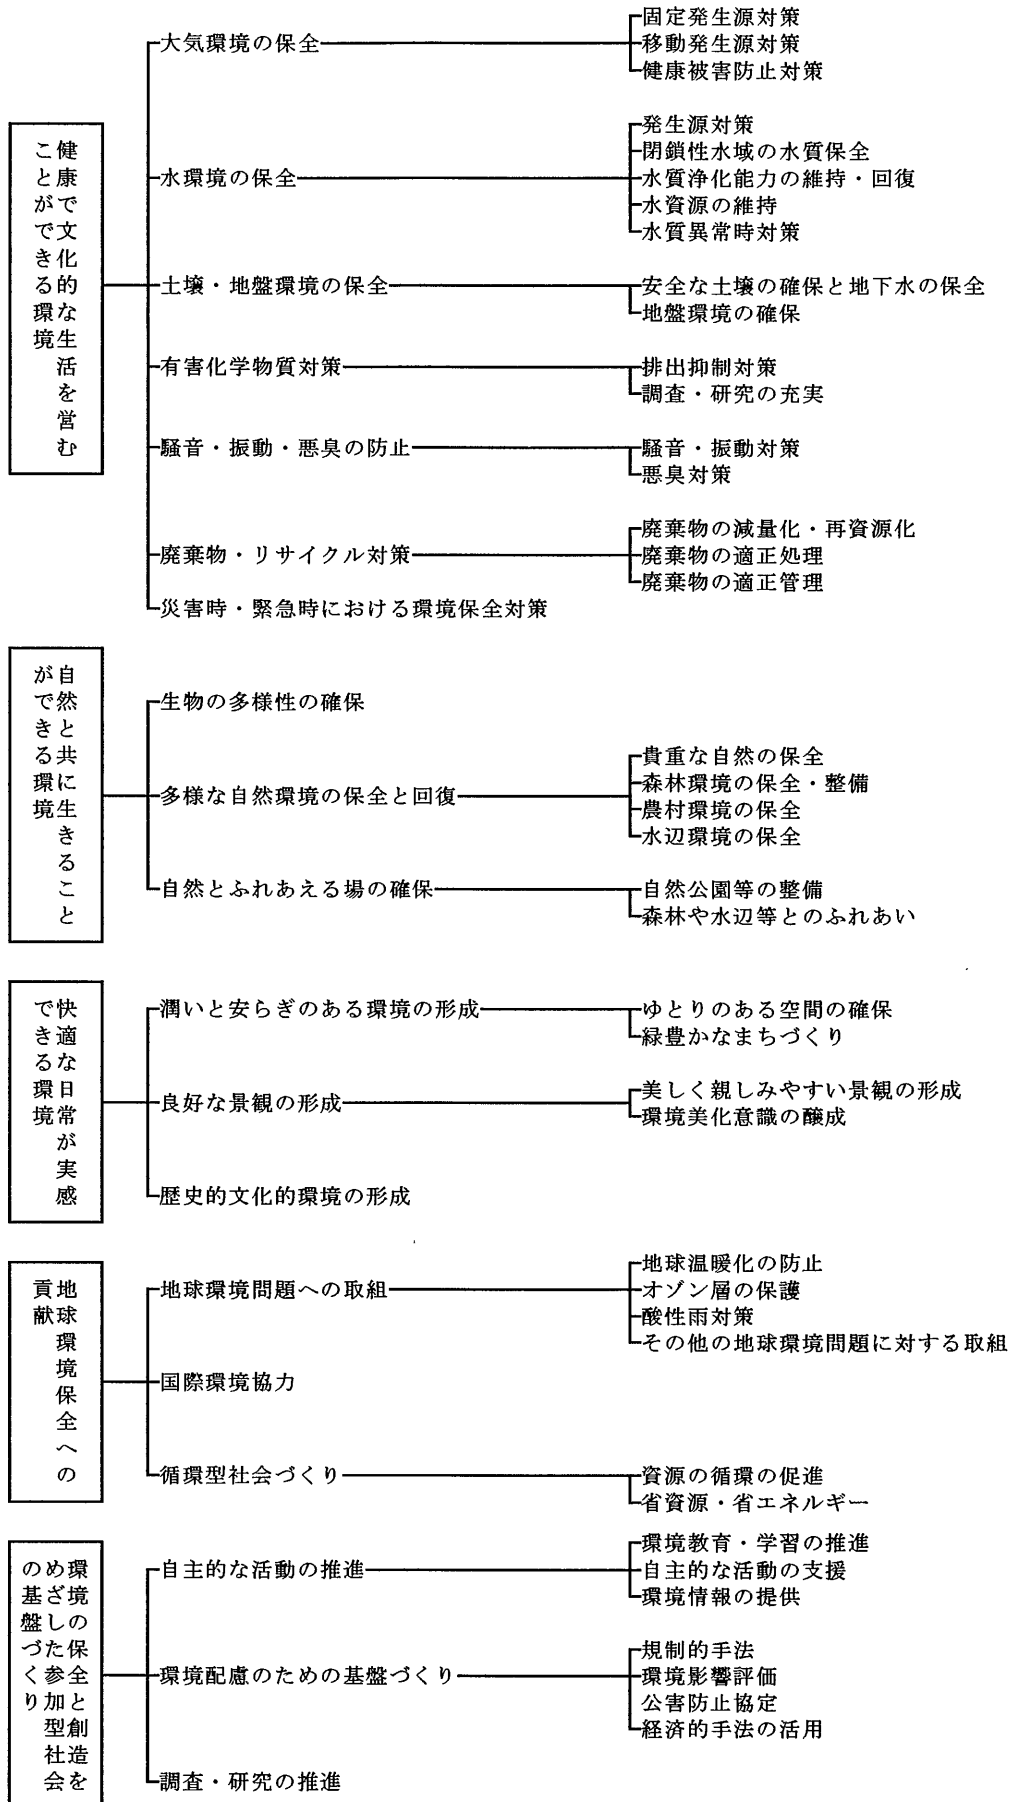 健康で文化的な生活を営む
ことができる環境
大気環境の保全
固定発生源対策
移動発生源対策
健康被害防止対策
水環境の保全
発生源対策
閉鎖性水域の水質保全
水質浄化能力の維持・回復
水資源の維持
水質異常時対策
土壌・地盤環境の保全
安全な土壌の確保と地下水の保全
地盤環境の確保
有害化学物質対策
排出抑制対策
調査・研究の充実
騒音・振動・悪臭の防止
騒音・振動対策
悪臭対策
廃棄物・リサイクル対策
廃棄物の減量化・再資源化
廃棄物の適正処理
廃棄物の適正管理
災害時・緊急時における環境保全対策
自然と共に生きること
ができる環境
生物の多様性の確保
多様な自然環境の保全と回復
貴重な自然の保全
森林環境の保全・整備
農村環境の保全
水辺環境の保全
自然とふれあえる場の確保
自然公園等の整備
森林や水辺等とのふれあい
快適な日常が実感
できる環境
潤いと安らぎのある環境の形成
ゆとりのある空間の確保
緑豊かなまちづくり
良好な景観の形成
美しく親しみやすい景観の形成
環境美化意識の醸成
歴史的文化的環境の形成
地球環境保全への
貢献
地球環境問題への取組
地球温暖化の防止
オゾン層の保護
酸性雨対策
その他の地球環境問題に対する取組
国際環境協力
循環型社会づくり
資源の循環の促進
省資源・省エネルギー
環境の保全と創造を
めざした参加型社会
の基盤づくり
自主的な活動の推進
環境教育・学習の推進
自主的な活動の支援
環境情報の提供
環境配慮のための基盤づくり
規制的手法
環境影響評価
公害防止協定
経済的手法の活用
調査・研究の推進